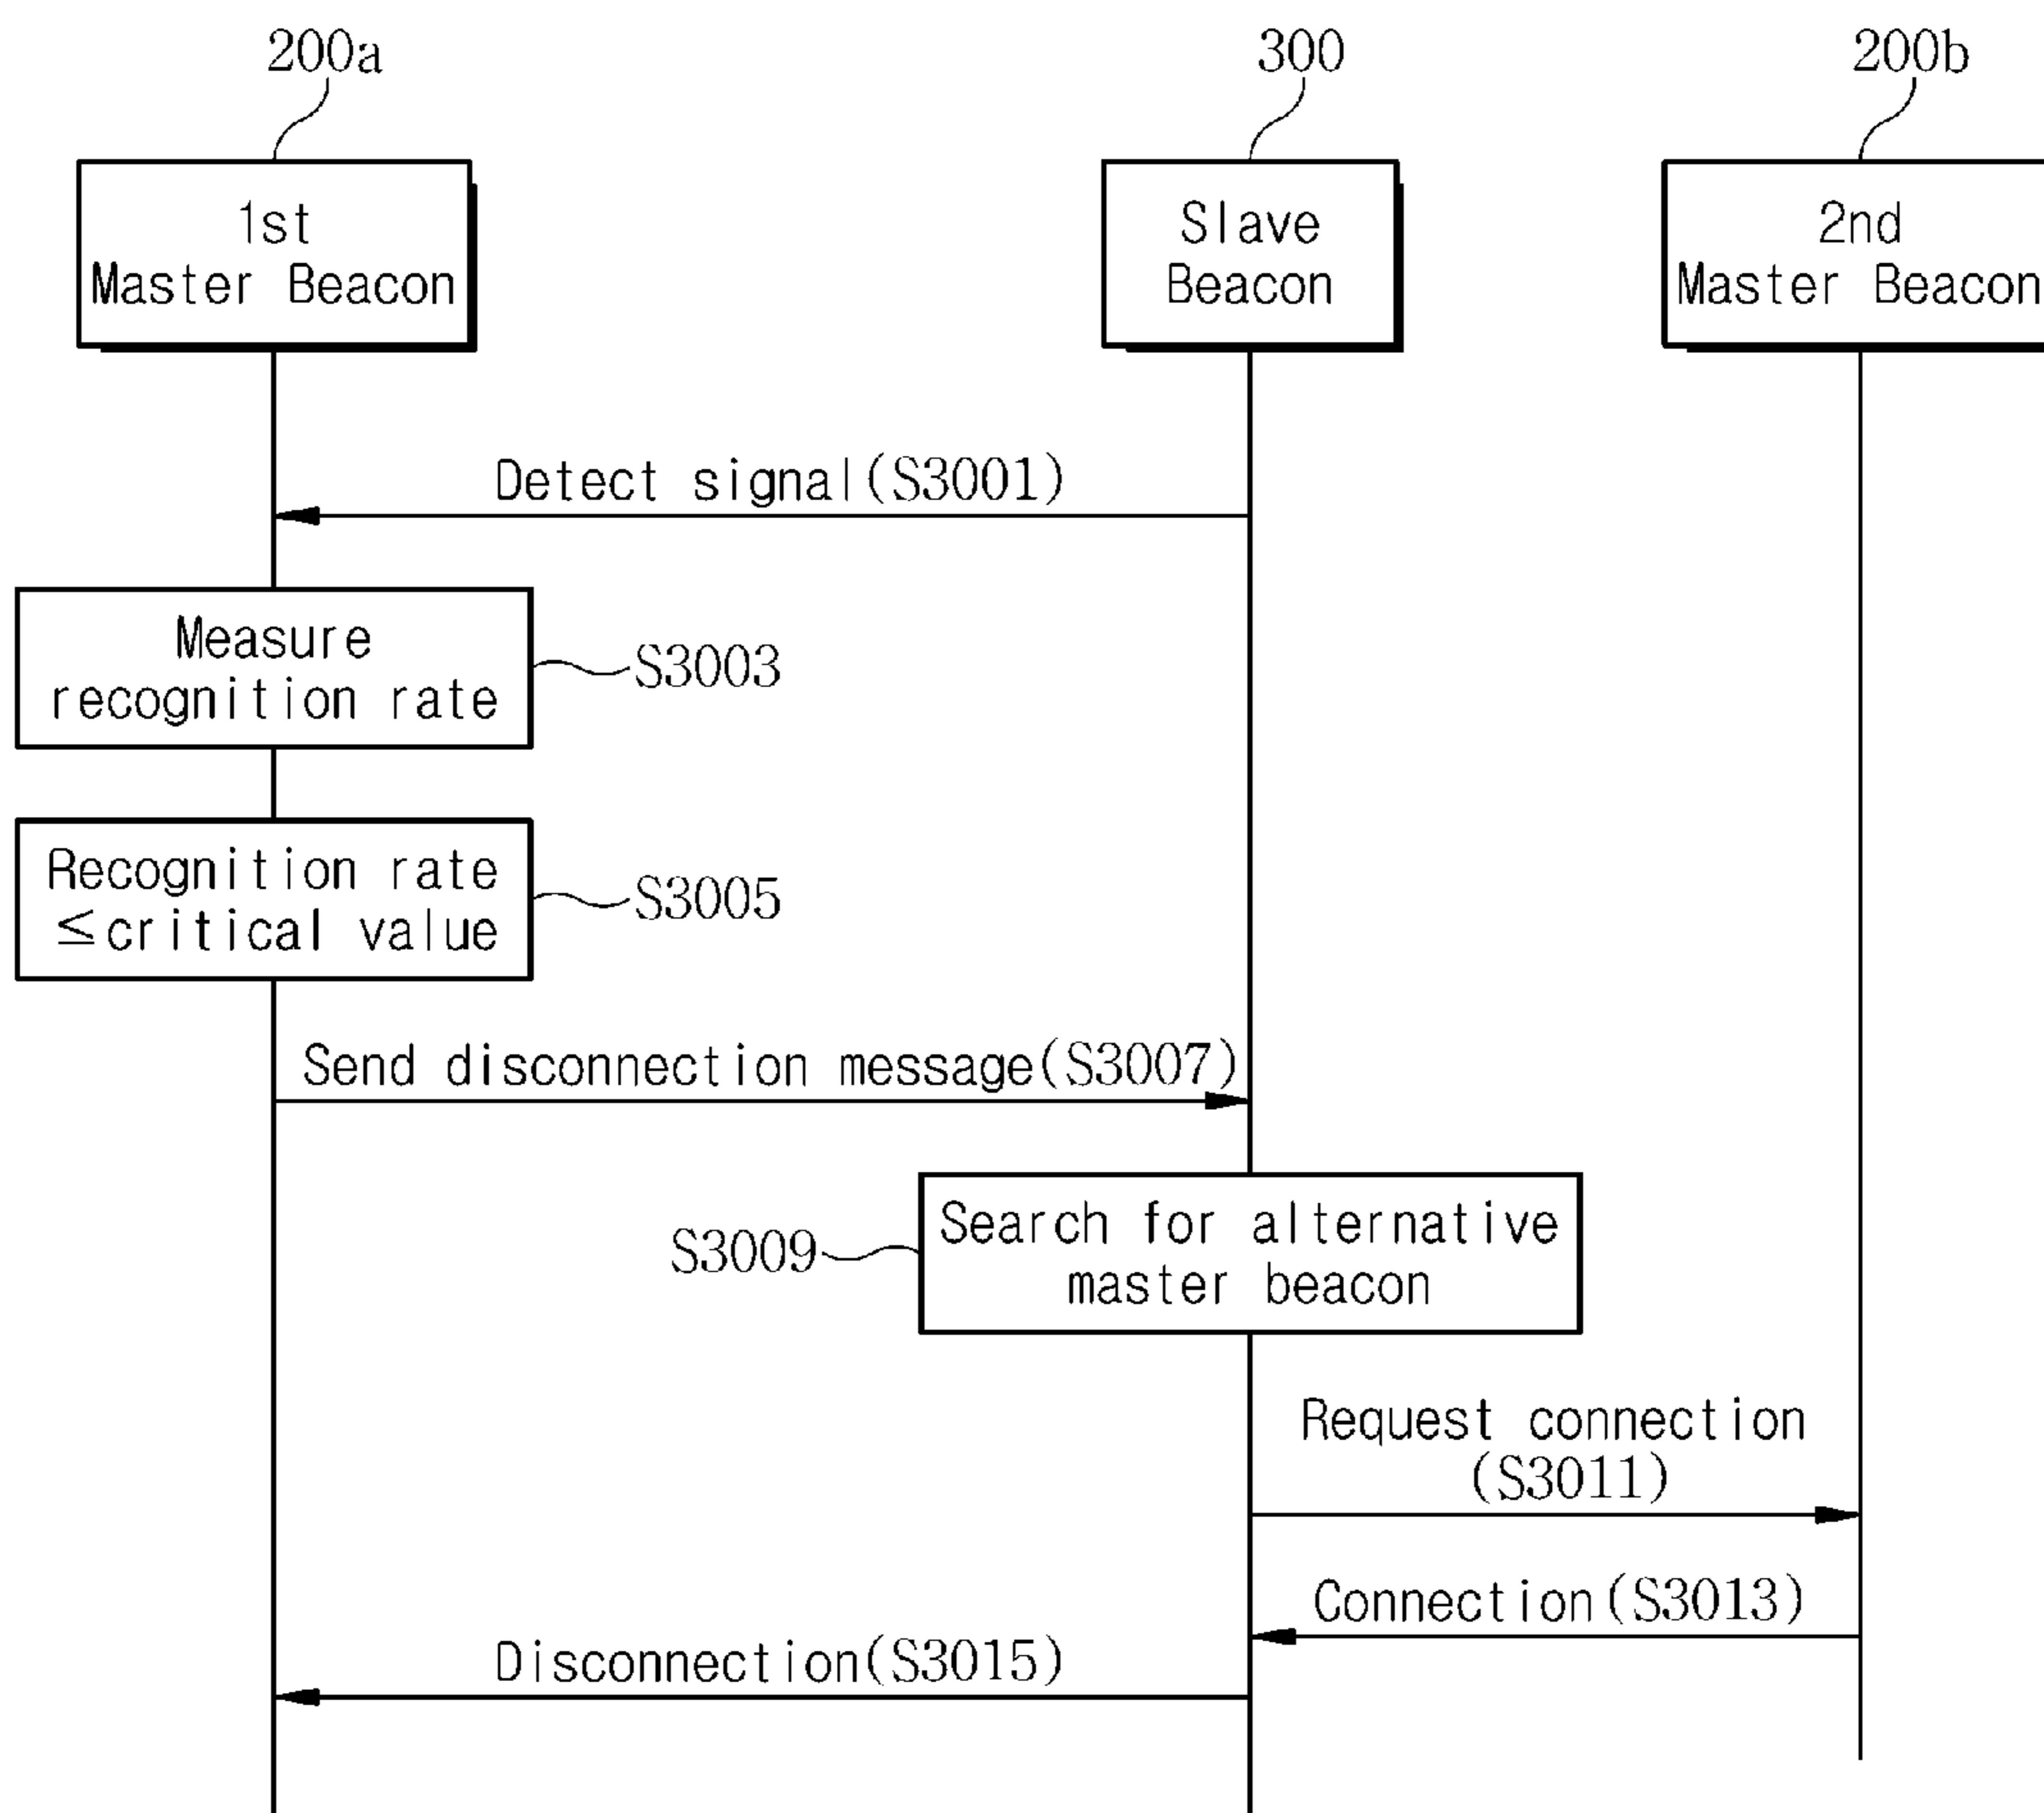 200a
300
200b
1st
Master Beacon
Slave
Beacon
2nd
Master Beacon
Detect signal(S3001)
Measure
recognition rate
S3003
Recognition rate
≤critical value
S3005
Send disconnection message(S3007)
S3009
Search for alternative
master beacon
Request connection
(S3011)
Connection(S3013)
Disconnection(S3015)